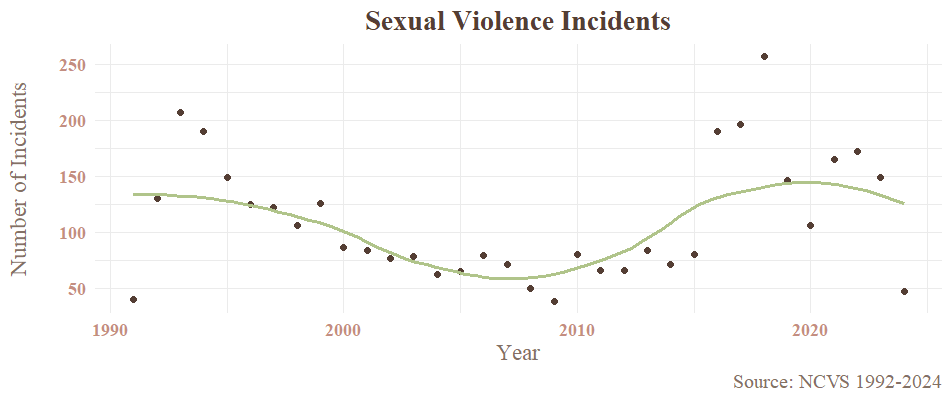 Sexual Violence Incidents
Number of Incidents
250
200
150
100
50
1990 2000 2010 2020
Year
Source: NCVS 1992-2024